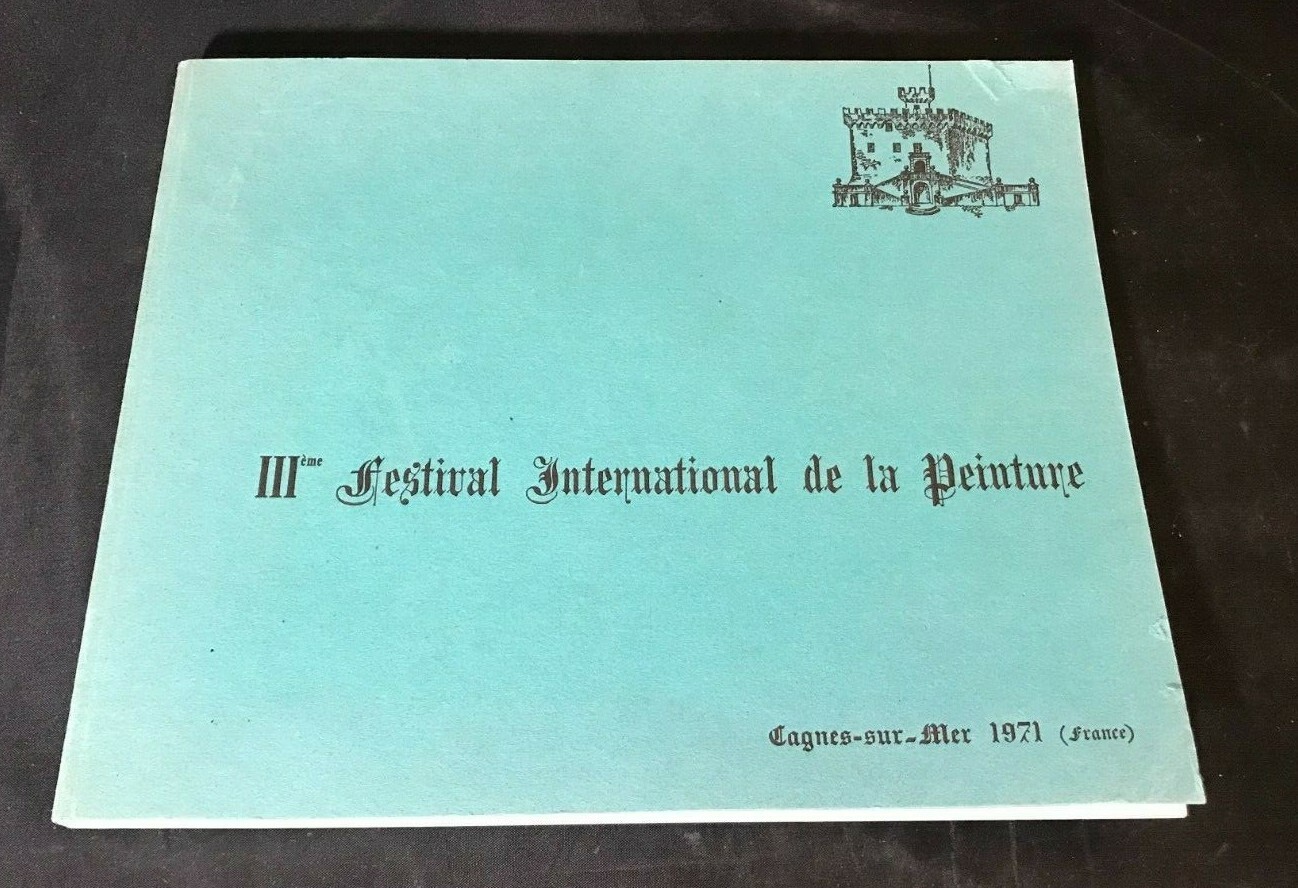 IIIème Festival International de la Peinture
Cagnes-sur-Mer 1971 (France)